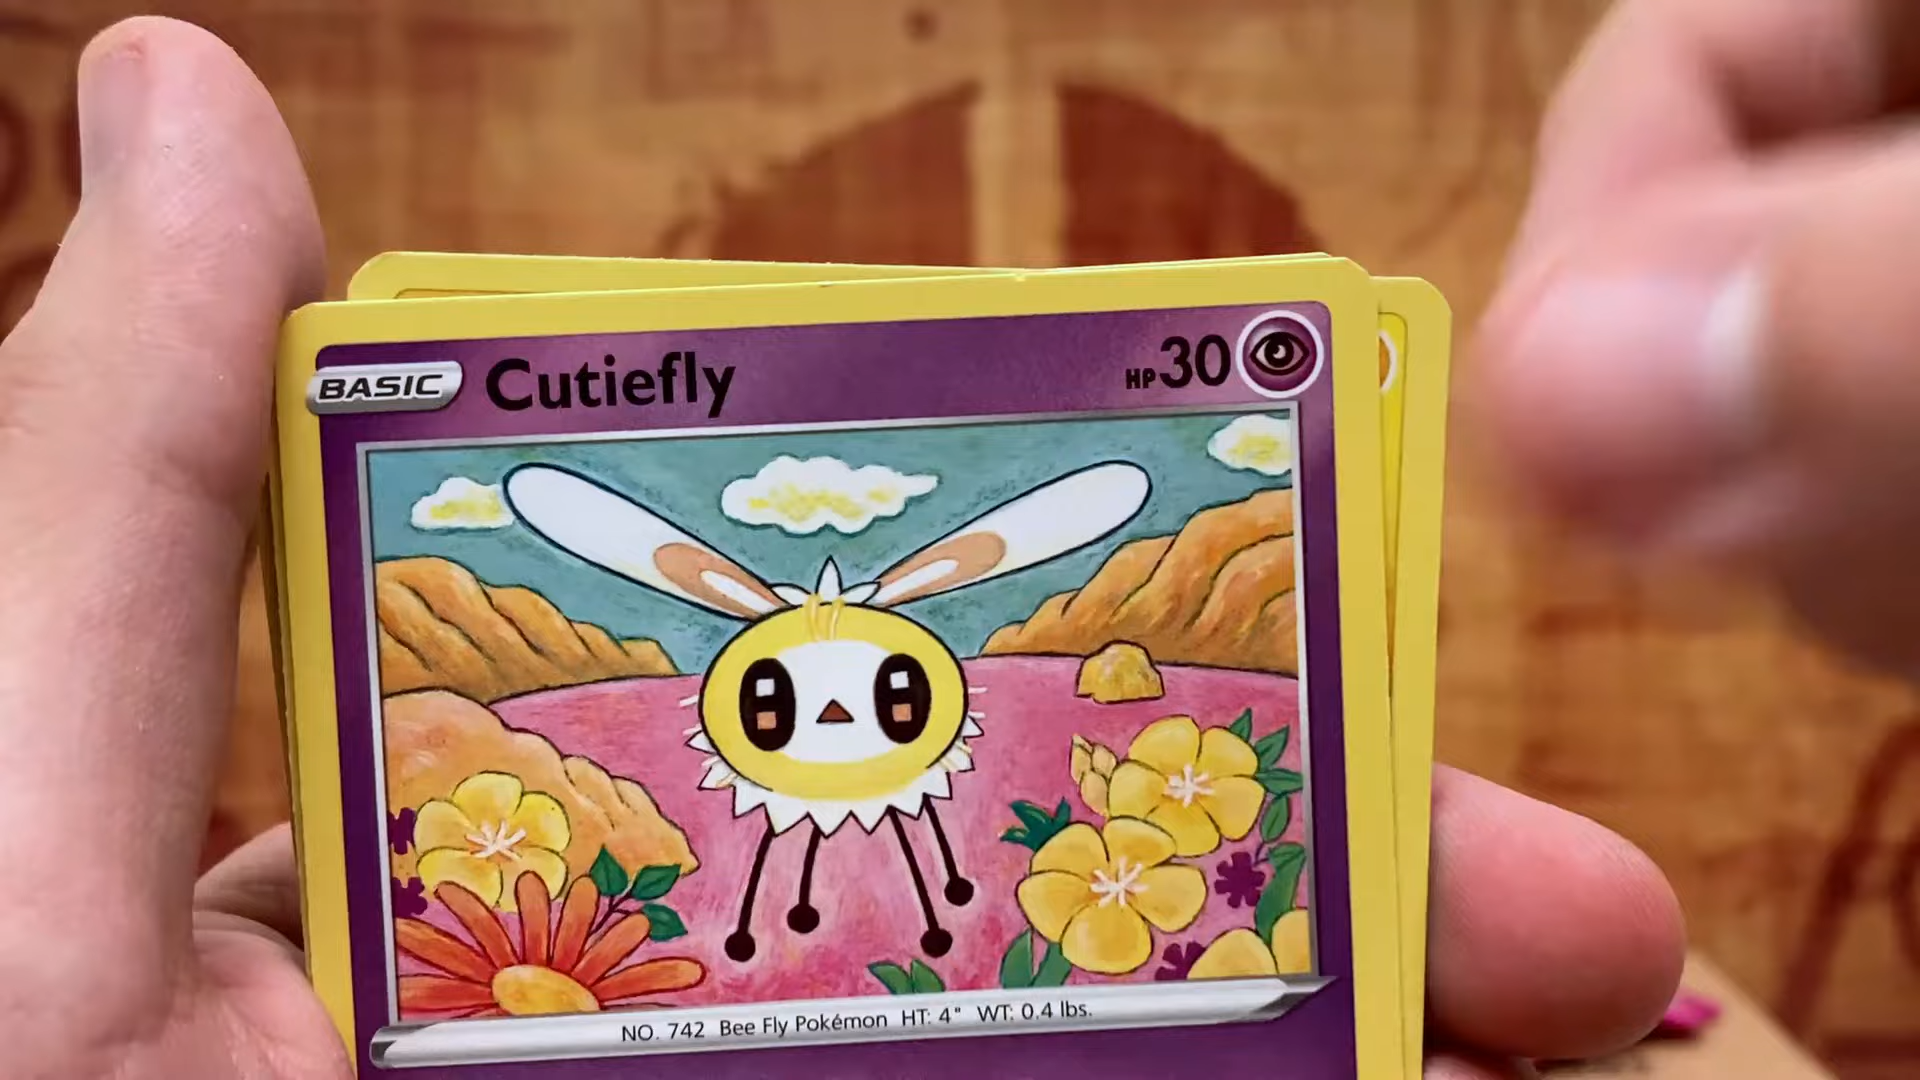 BASIC Cutiefly HP30
NO. 742 Bee Fly Pokémon HT: 4" WT: 0.4 lbs.